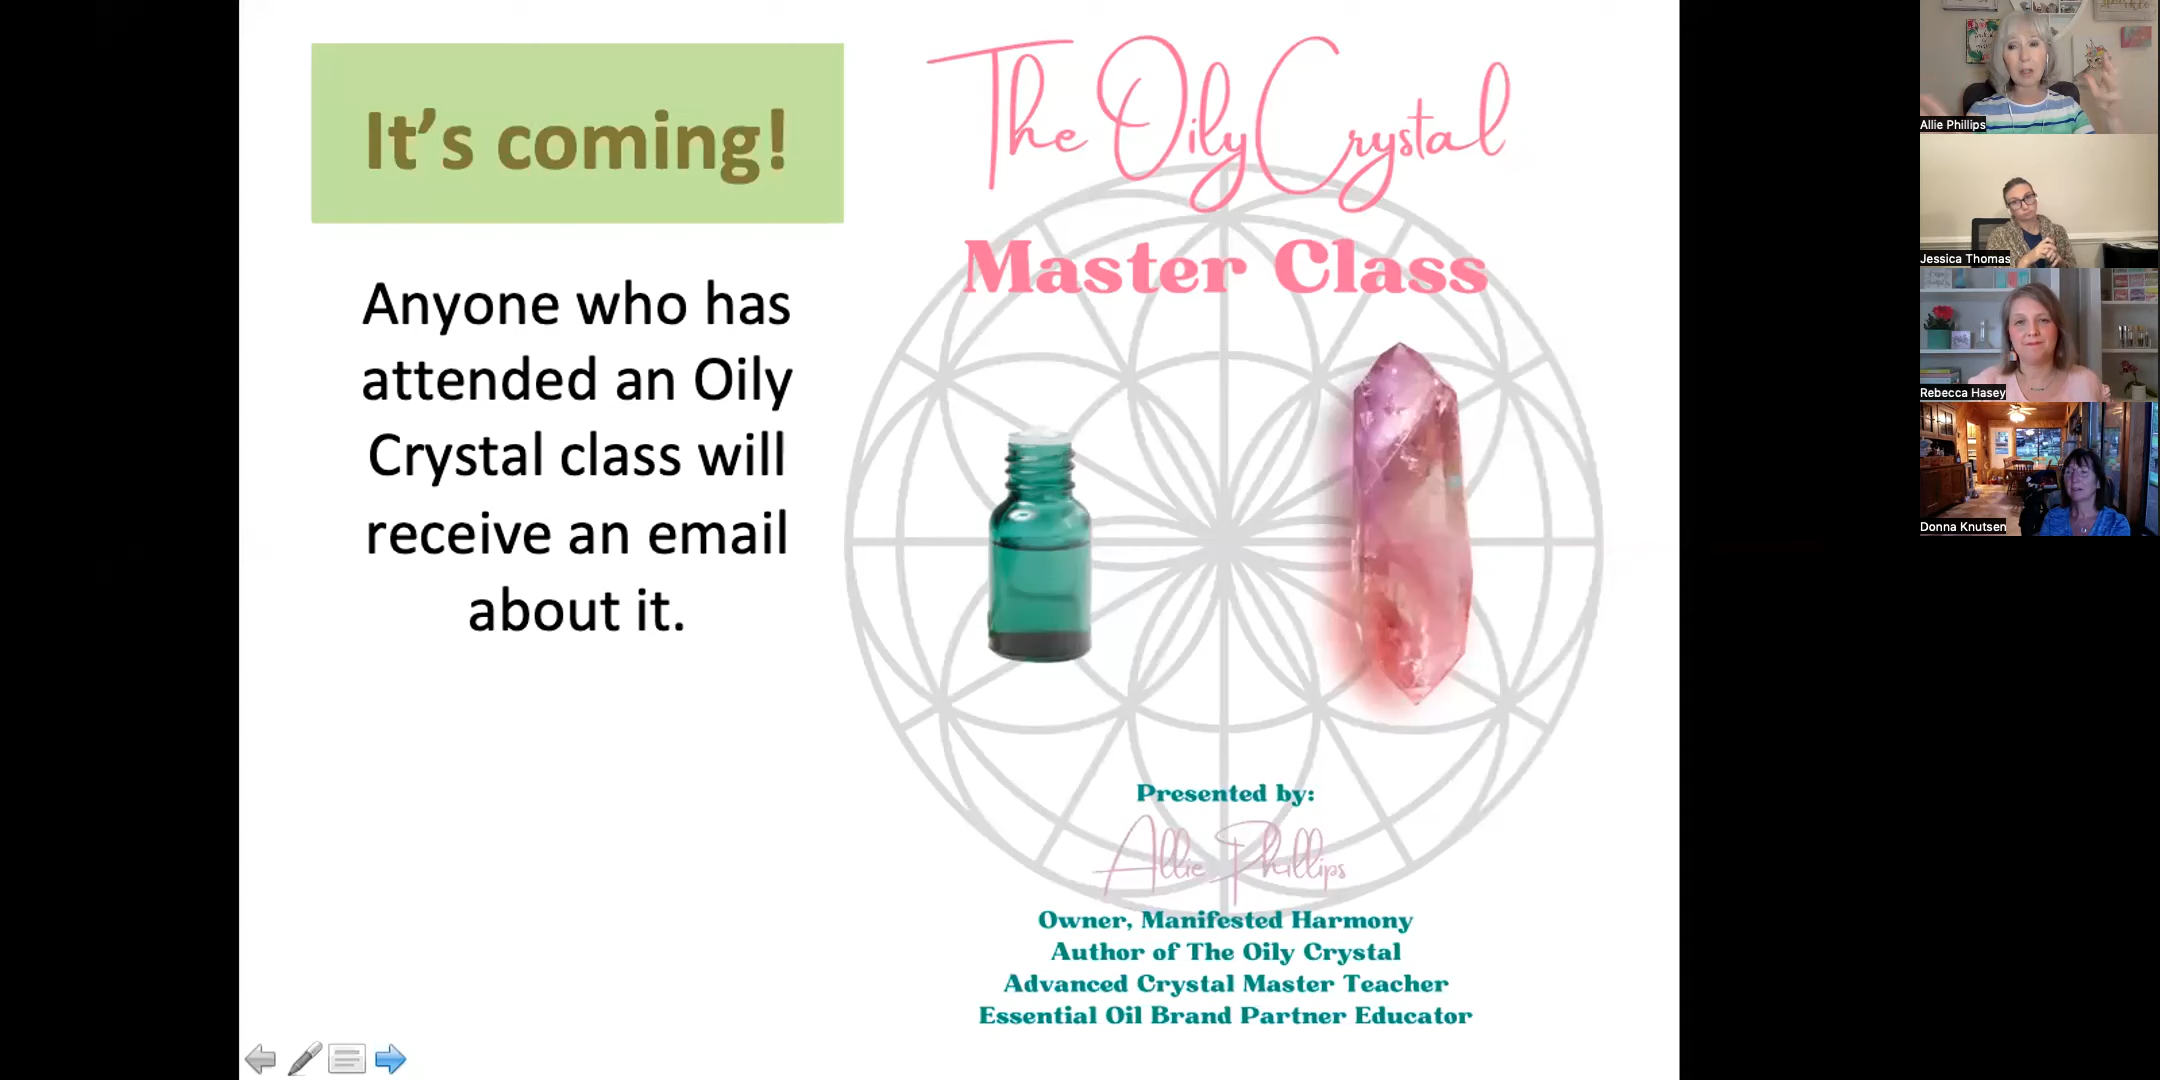 It's coming!
Anyone who has
attended an Oily
Crystal class will
receive an email
about it.
The Oily Crystal
Master Class
Presented by:
Allie Phillips
Owner, Manifested Harmony
Author of The Oily Crystal
Advanced Crystal Master Teacher
Essential Oil Brand Partner Educator
Allie Phillips
Jessica Thomas
Rebecca Hasey
Donna Knutsen